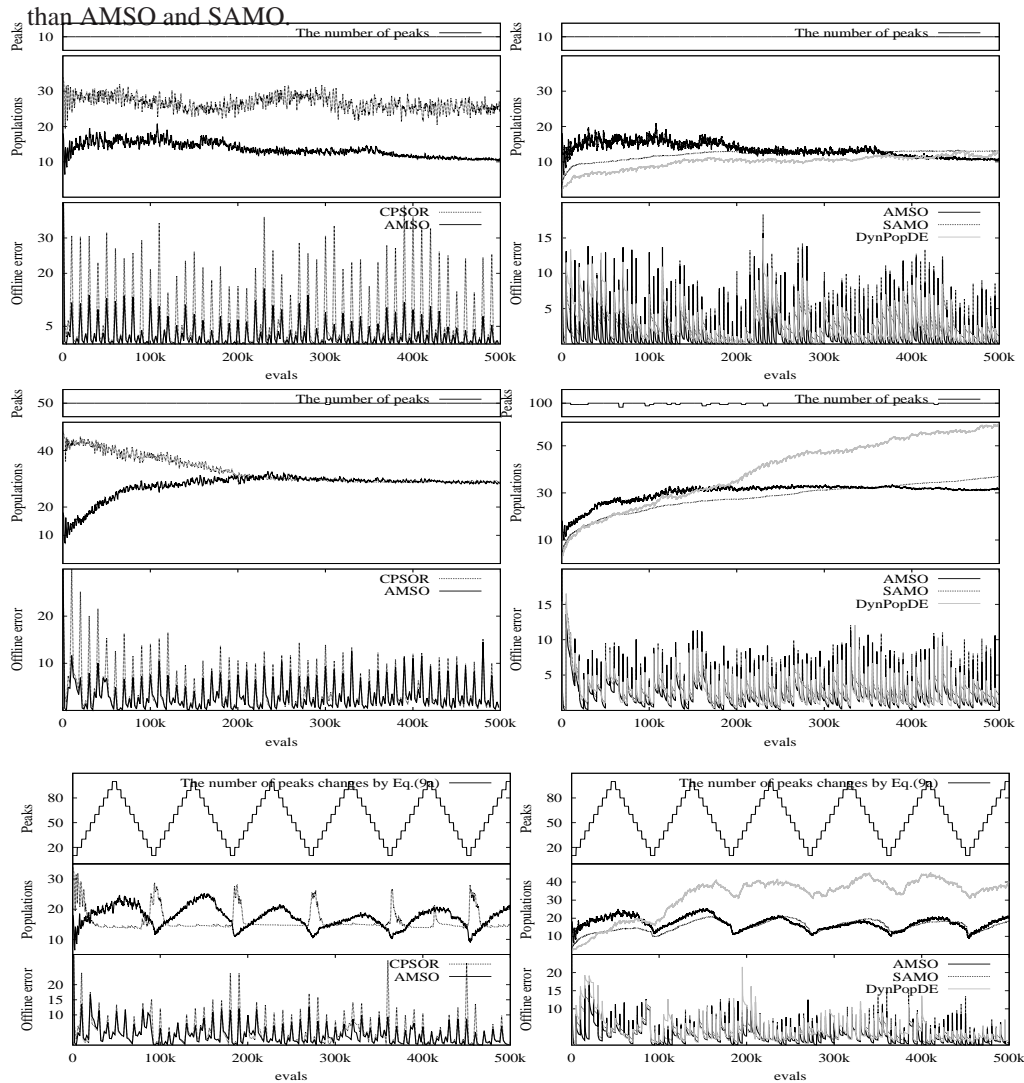 than AMSO and SAMO.
Peaks
10
The number of peaks
Populations
30
20
10
CPSOR
AMSO
Offline error
30
20
5
0 100k 200k 300k 400k 500k
evals
Peaks
10
The number of peaks
Populations
30
20
10
AMSO
SAMO
DynPopDE
Offline error
15
10
5
0 100k 200k 300k 400k 500k
evals
Peaks
50
The number of peaks
Populations
40
30
20
10
CPSOR
AMSO
Offline error
20
10
0 100k 200k 300k 400k 500k
evals
Peaks
100
The number of peaks
Populations
50
30
10
AMSO
SAMO
DynPopDE
Offline error
15
10
5
0 100k 200k 300k 400k 500k
evals
The number of peaks changes by Eq.(9a)
Peaks
80
50
20
Populations
30
20
10
CPSOR
AMSO
Offline error
20
15
10
0 100k 200k 300k 400k 500k
evals
The number of peaks changes by Eq.(9a)
Peaks
80
50
20
Populations
40
30
20
10
AMSO
SAMO
DynPopDE
Offline error
20
15
10
0 100k 200k 300k 400k 500k
evals